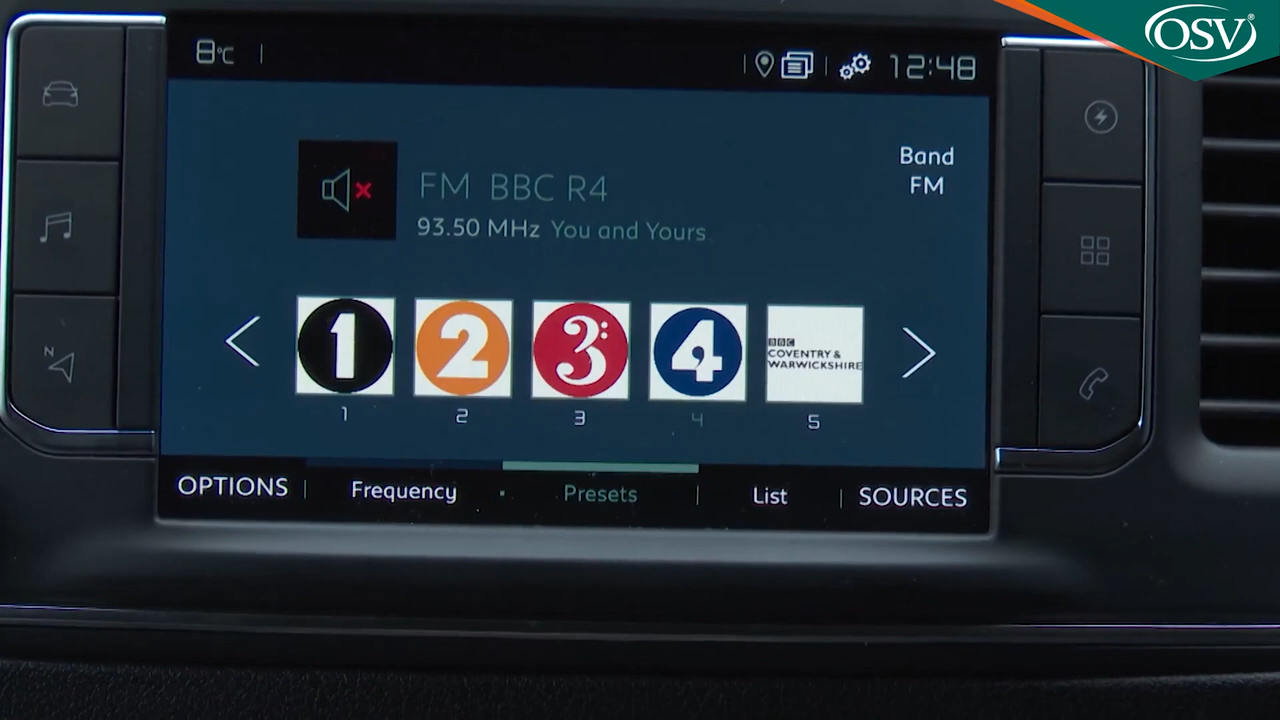 OSV®
8°C
12:48
Band
FM
FM BBC R4
93.50 MHz You and Yours
1 2 3: 4 BBC
COVENTRY &
WARWICKSHIRE
1 2 3 4 5
OPTIONS Frequency Presets List SOURCES
N